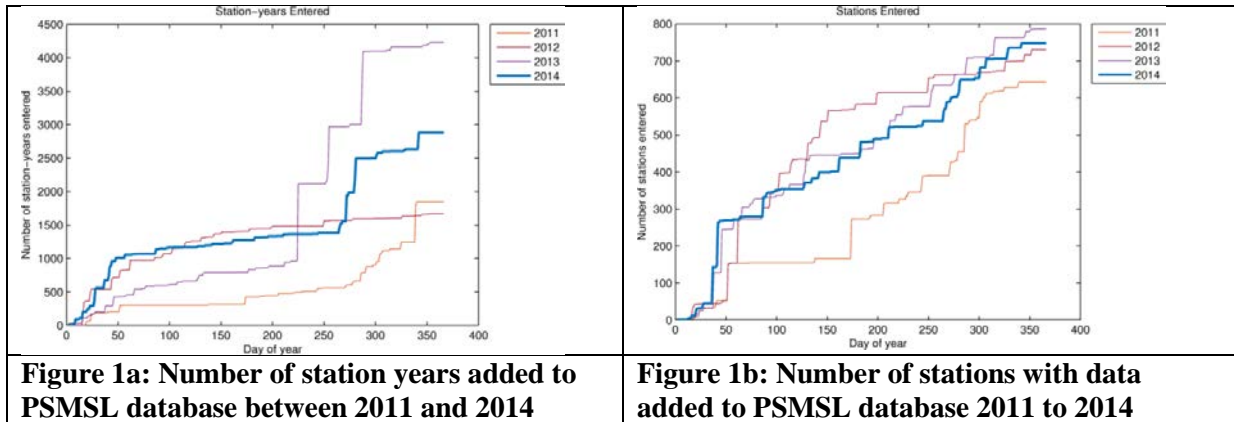 Station-years Entered
4500
4000
3500
3000
2500
2000
1500
1000
500
0
Number of station-years entered
0 50 100 150 200 250 300 350 400
Day of year
2011
2012
2013
2014
Stations Entered
800
700
600
500
400
300
200
100
0
Number of stations entered
0 50 100 150 200 250 300 350 400
Day of year
2011
2012
2013
2014
Figure 1a: Number of station years added to
PSMSL database between 2011 and 2014
Figure 1b: Number of stations with data
added to PSMSL database 2011 to 2014